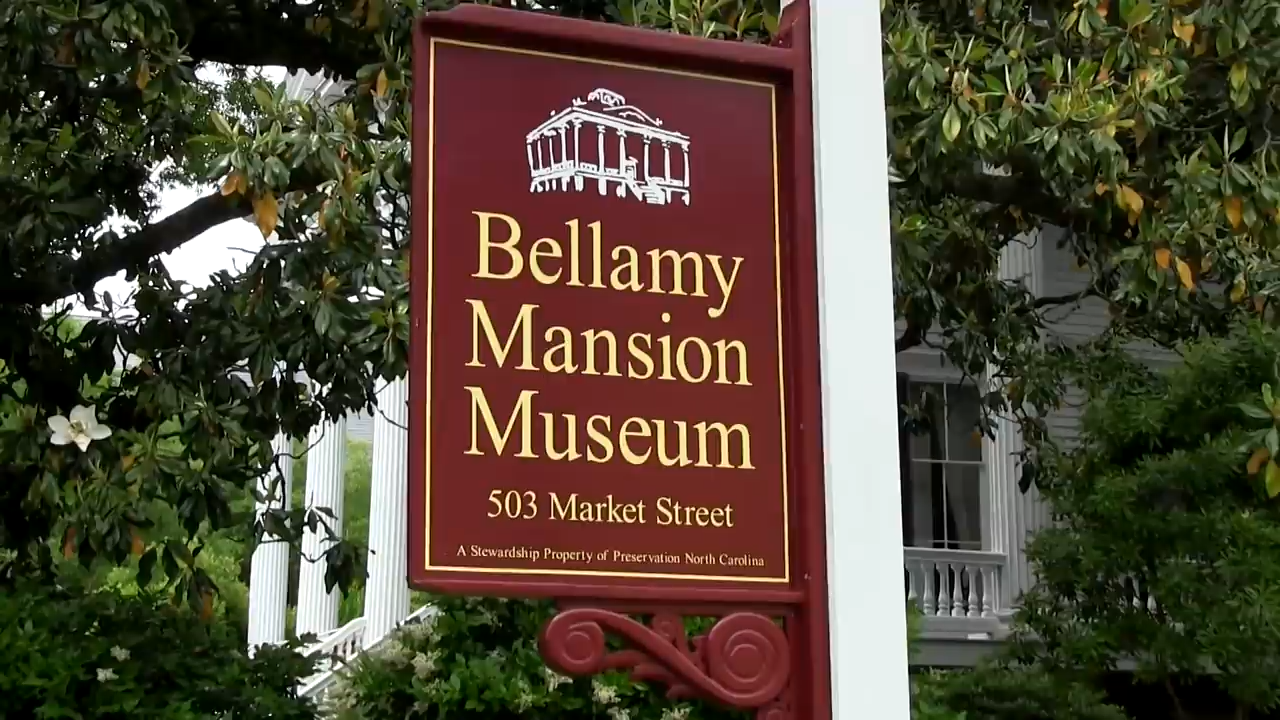 Bellamy
Mansion
Museum
503 Market Street
A Stewardship Property of Preservation North Carolina